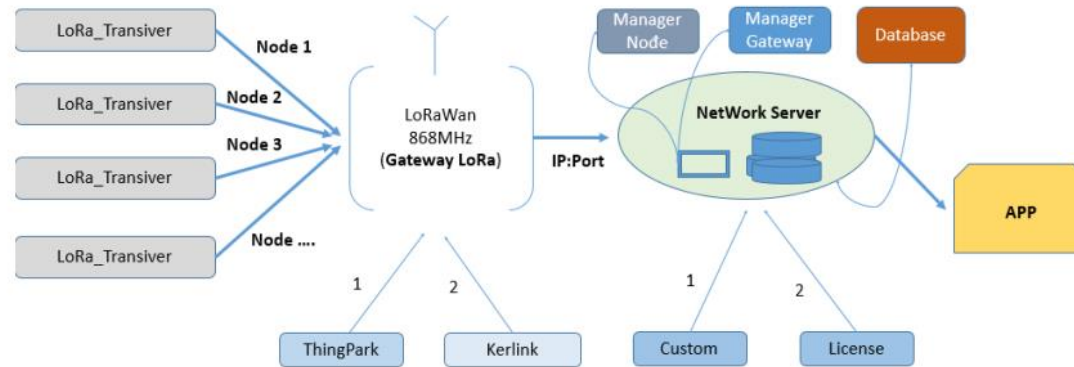 LoRa_Transiver
Node 1
LoRa_Transiver
Node 2
LoRa_Transiver
Node 3
LoRa_Transiver
Node ....
LoRaWan
868MHz
(Gateway LoRa)
IP:Port
Manager
Node
Manager
Gateway
Database
NetWork Server
APP
1
2
ThingPark
Kerlink
1
2
Custom
License